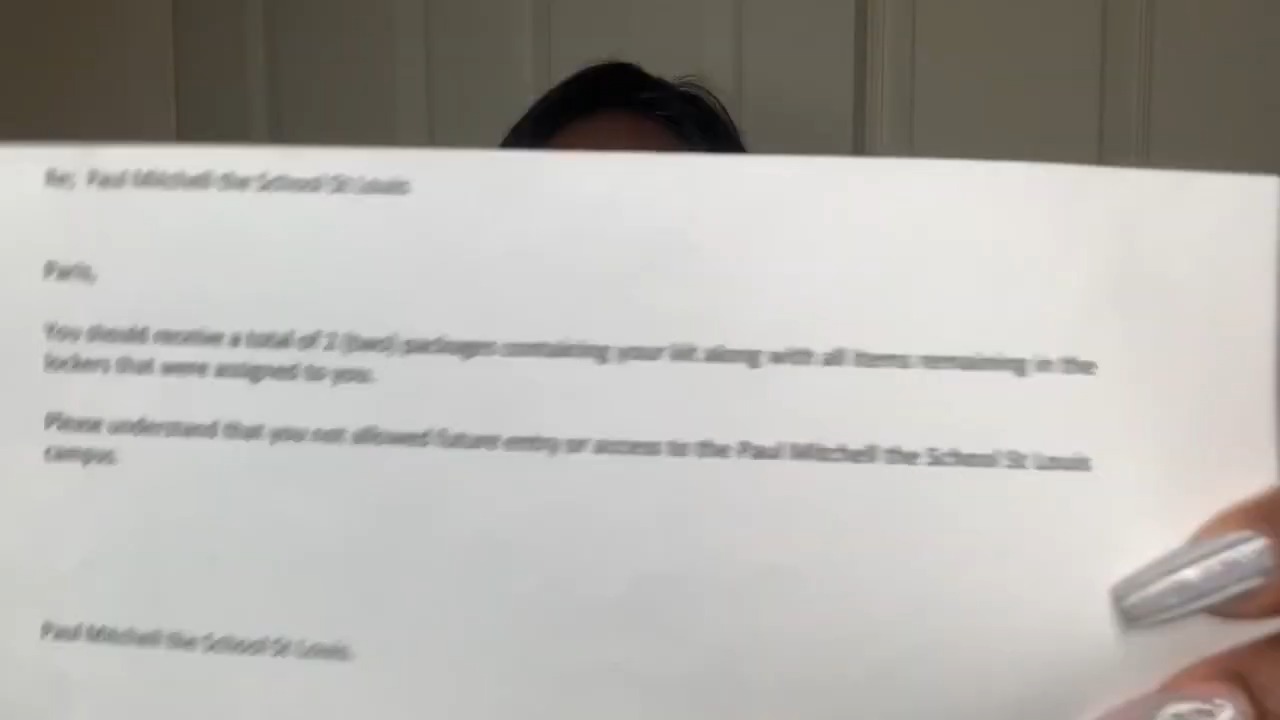 Re: Paul Mitchell the School St Louis
Paris,
You should receive a total of 2 (two) packages containing your kit along with all items remaining in the
lockers that were assigned to you.
Please understand that you not allowed future entry or access to the Paul Mitchell the School St Louis
campus.
Paul Mitchell the School St Louis